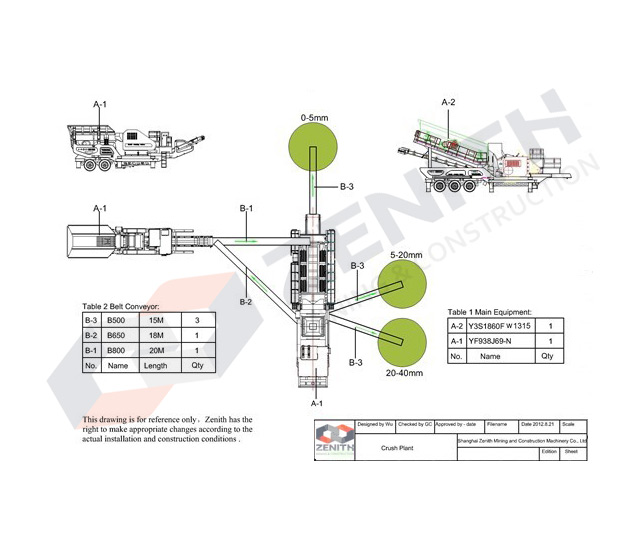 A-1
A-2
0-5mm
B-3
A-1
B-1
5-20mm
B-3
B-2
Table 2 Belt Conveyor:
B-3 B500 15M 3
B-2 B650 18M 1
B-1 B800 20M 1
No. Name Length Qty
Table 1 Main Equipment:
A-2 Y3S1860F W1315 1
A-1 YF938J69-N 1
No. Name Qty
B-3
20-40mm
A-1
This drawing is for reference only，Zenith has the
right to make appropriate changes according to the
actual installation and construction conditions .
ZENITH
Designed by Wu Checked by GC Approved by - date Filename Date 2012.8.21 Scale
Crush Plant
Shanghai Zenith Mining and Construction Machinery Co., Ltd
Edition Sheet
ZENITH
MINING & CONSTRUCTION